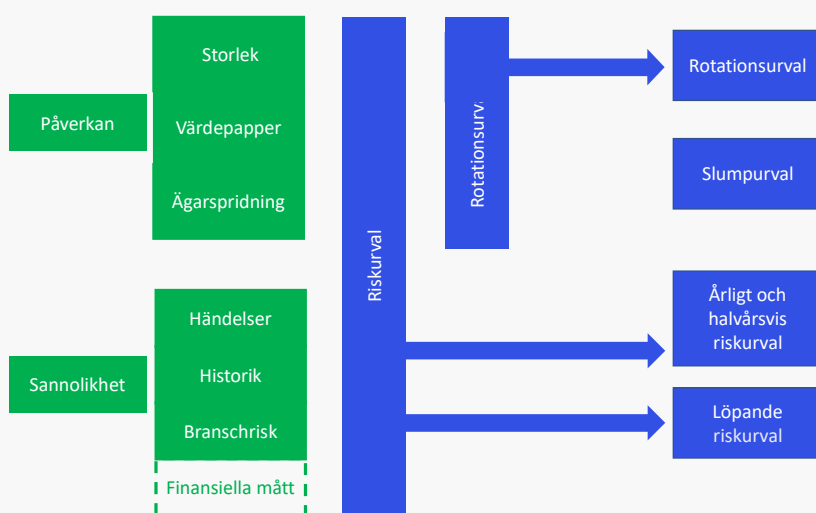 Påverkan
Storlek
Värdepapper
Ägarspridning
Sannolikhet
Händelser
Historik
Branschrisk
Finansiella mått
Riskurval
Rotationsurv
Rotationsurval
Slumpurval
Årligt och
halvårsvis
riskurval
Löpande
riskurval